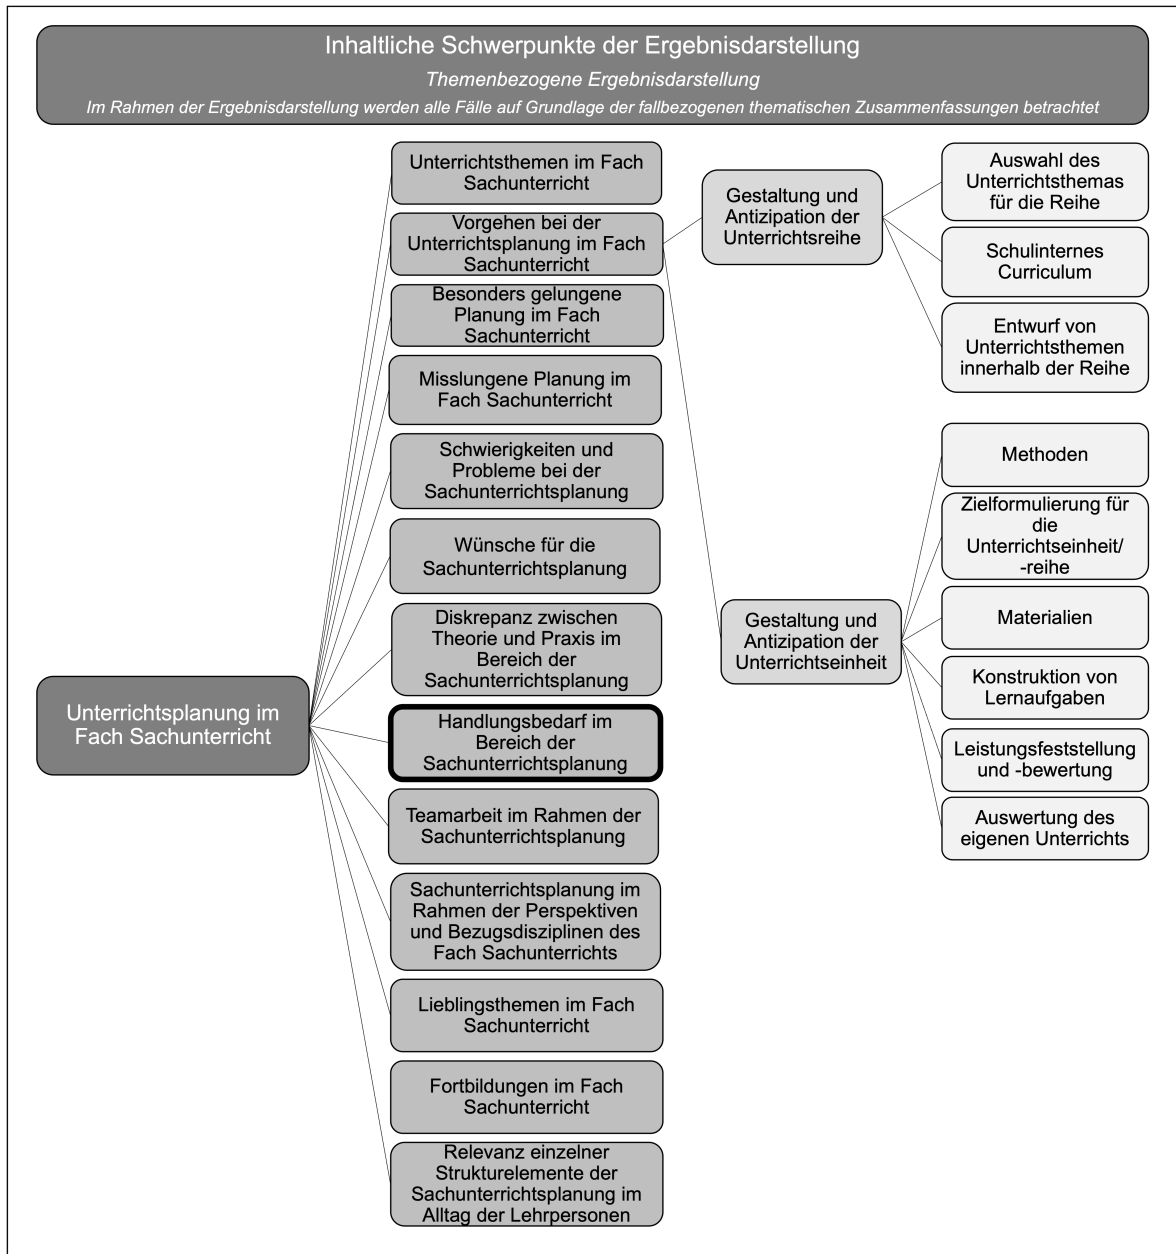 Inhaltliche Schwerpunkte der Ergebnisdarstellung
Themenbezogene Ergebnisdarstellung
Im Rahmen der Ergebnisdarstellung werden alle Fälle auf Grundlage der fallbezogenen thematischen Zusammenfassungen betrachtet
Unterrichtsplanung im
Fach Sachunterricht
Unterrichtsthemen im Fach
Sachunterricht
Vorgehen bei der
Unterrichtsplanung im Fach
Sachunterricht
Besonders gelungene
Planung im Fach
Sachunterricht
Misslungene Planung im
Fach Sachunterricht
Schwierigkeiten und
Probleme bei der
Sachunterrichtsplanung
Wünsche für die
Sachunterrichtsplanung
Diskrepanz zwischen
Theorie und Praxis im
Bereich der
Sachunterrichtsplanung
Handlungsbedarf im
Bereich der
Sachunterrichtsplanung
Teamarbeit im Rahmen der
Sachunterrichtsplanung
Sachunterrichtsplanung im
Rahmen der Perspektiven
und Bezugsdisziplinen des
Fach Sachunterrichts
Lieblingsthemen im Fach
Sachunterricht
Fortbildungen im Fach
Sachunterricht
Relevanz einzelner
Strukturelemente der
Sachunterrichtsplanung im
Alltag der Lehrpersonen
Gestaltung und
Antizipation der
Unterrichtsreihe
Gestaltung und
Antizipation der
Unterrichtseinheit
Auswahl des
Unterrichtsthemas
für die Reihe
Schulinternes
Curriculum
Entwurf von
Unterrichtsthemen
innerhalb der Reihe
Methoden
Zielformulierung für
die
Unterrichtseinheit/
-reihe
Materialien
Konstruktion von
Lernaufgaben
Leistungsfeststellung
und -bewertung
Auswertung des
eigenen Unterrichts